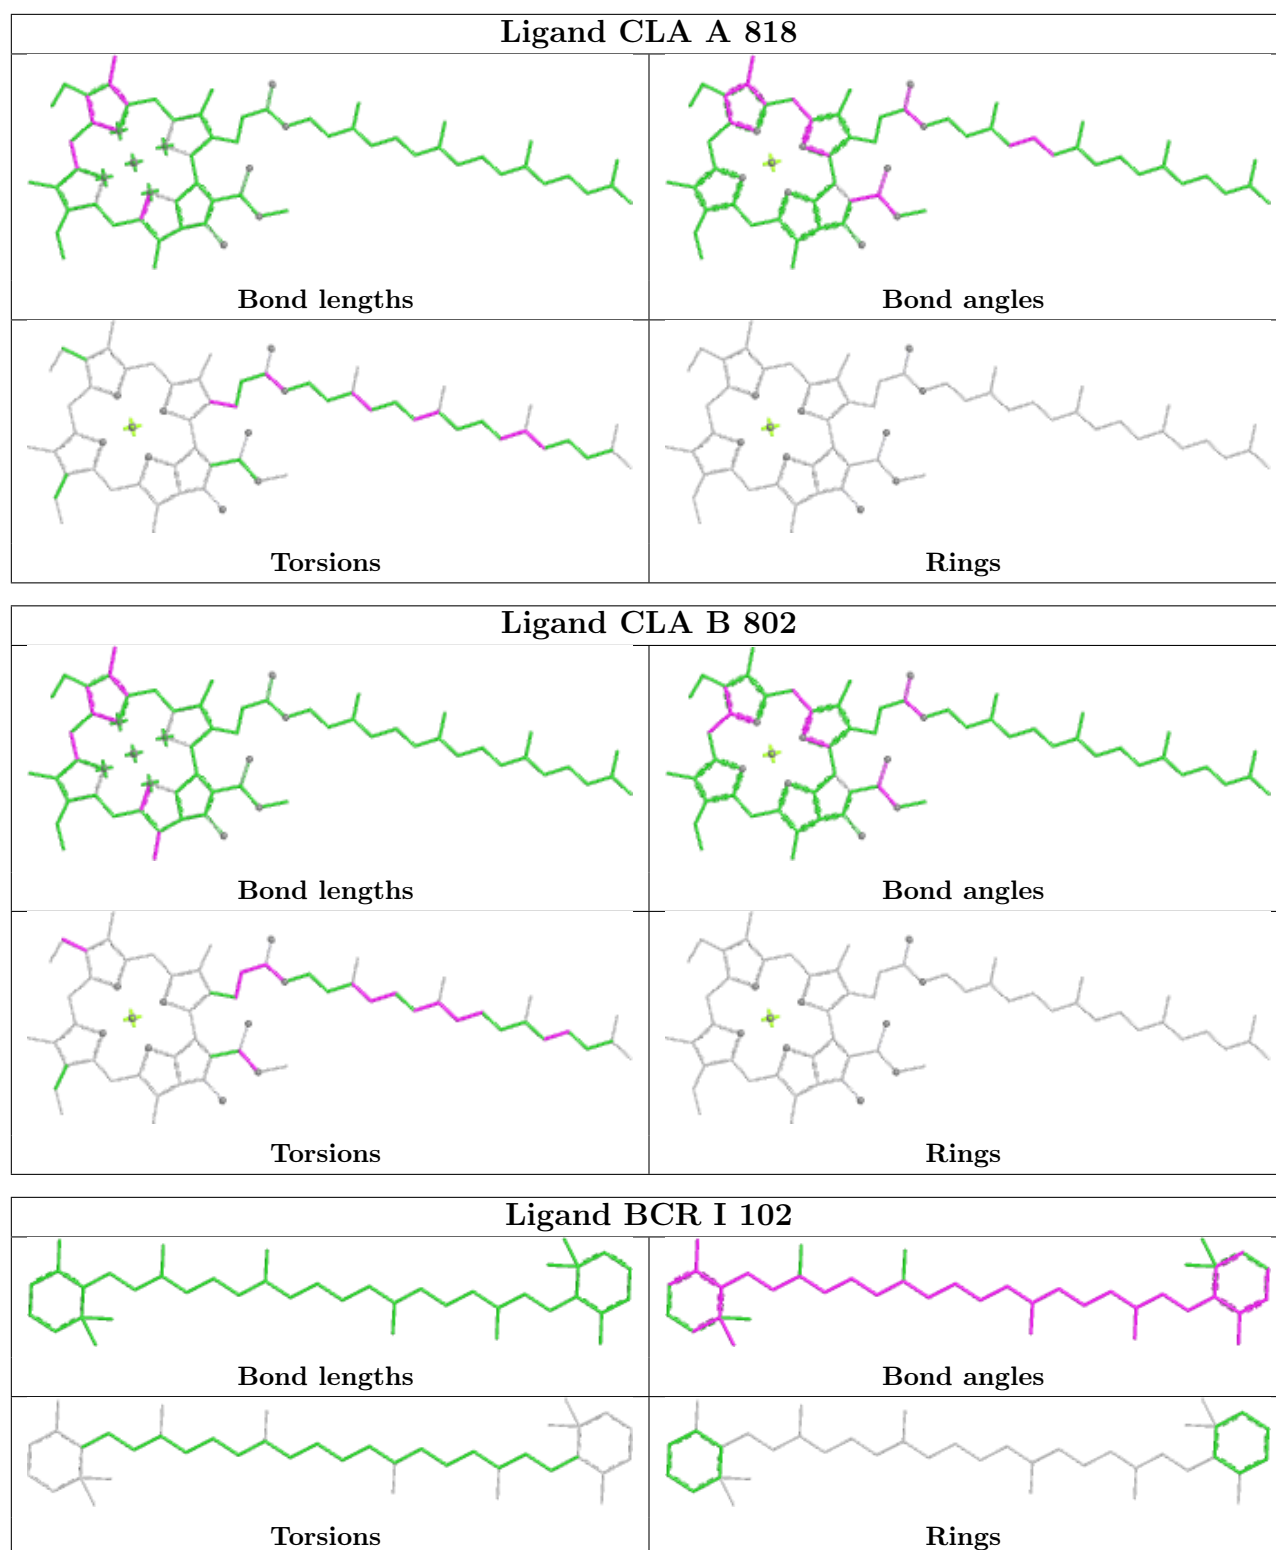 Ligand CLA A 818
Bond lengths
Bond angles
Torsions
Rings
Ligand CLA B 802
Bond lengths
Bond angles
Torsions
Rings
Ligand BCR I 102
Bond lengths
Bond angles
Torsions
Rings